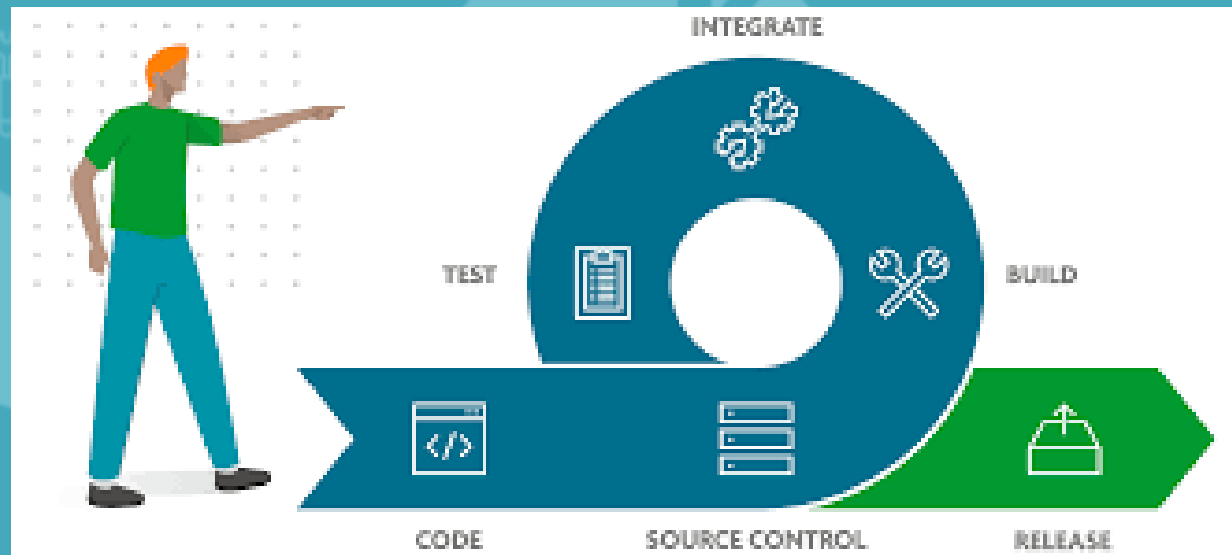 INTEGRATE
TEST
BUILD
</>
CODE
SOURCE CONTROL
RELEASE